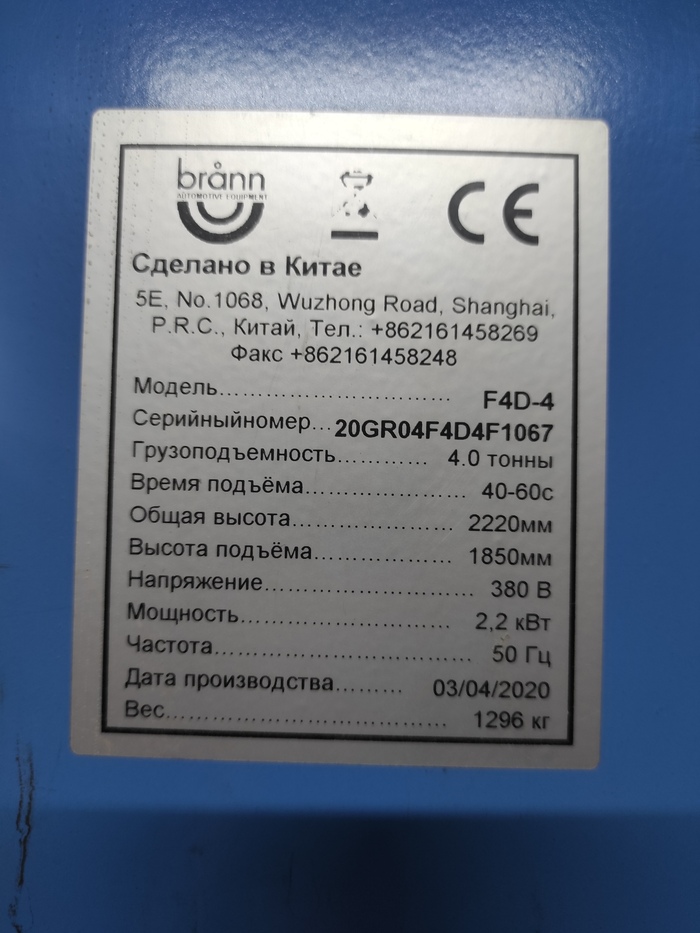 brånn
AUTOMOTIVE EQUIPMENT
CE
Сделано в Китае
5E, No.1068, Wuzhong Road, Shanghai,
P.R.C., Китай, Тел.: +862161458269
Факс +862161458248
Модель.................................. F4D-4
Серийныйномер...20GR04F4D4F1067
Грузоподъемность.............. 4.0 тонны
Время подъёма........................ 40-60с
Общая высота........................ 2220мм
Высота подъёма..................... 1850мм
Напряжение............................... 380 В
Мощность................................ 2,2 кВт
Частота...................................... 50 Гц
Дата производства......... 03/04/2020
Вес.......................................... 1296 кг